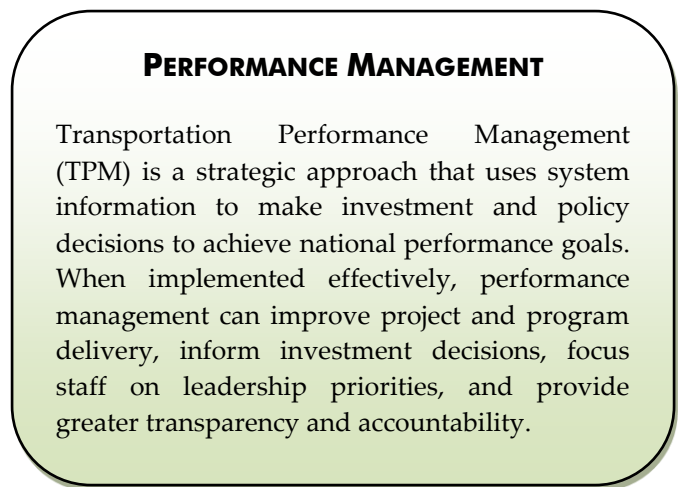 PERFORMANCE MANAGEMENT
Transportation Performance Management
(TPM) is a strategic approach that uses system
information to make investment and policy
decisions to achieve national performance goals.
When implemented effectively, performance
management can improve project and program
delivery, inform investment decisions, focus
staff on leadership priorities, and provide
greater transparency and accountability.